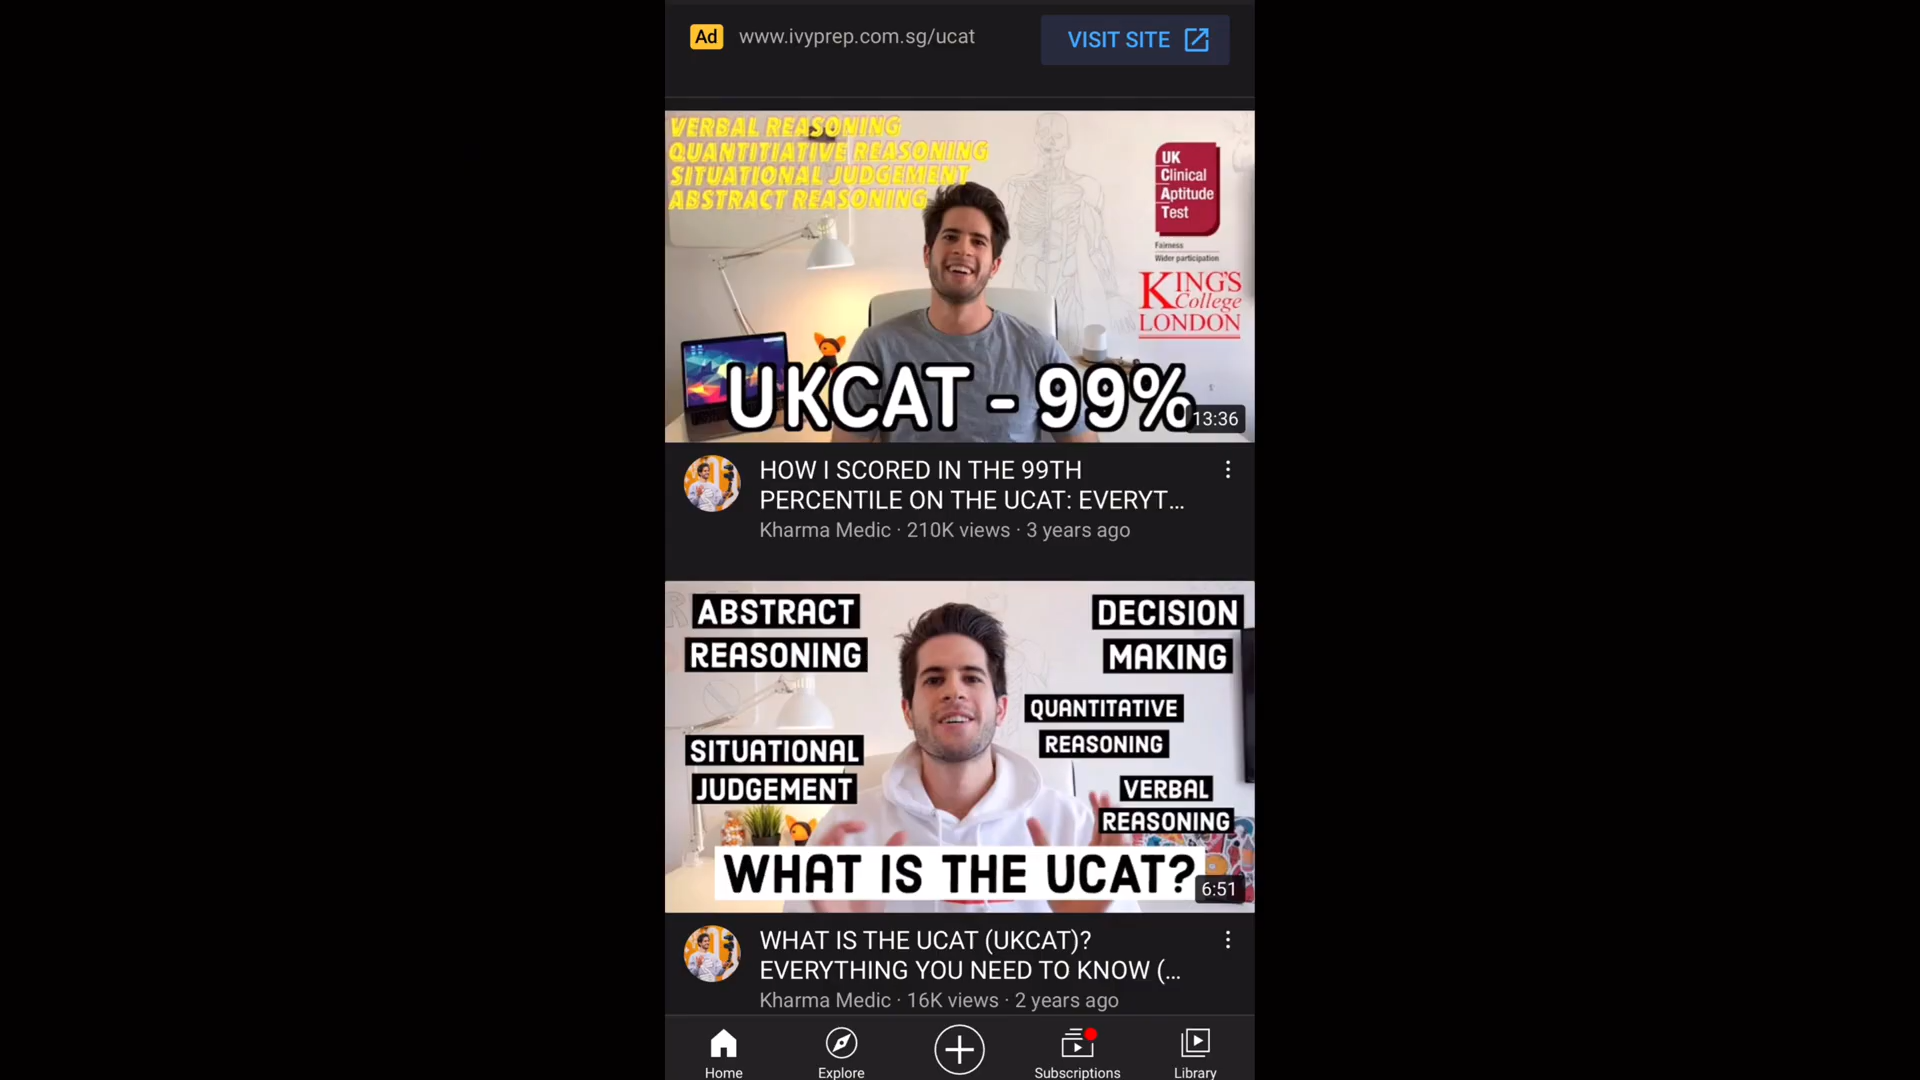 Ad www.ivyprep.com.sg/ucat VISIT SITE
VERBAL REASONING
QUANTITIATIVE REASONING
SITUATIONAL JUDGEMENT
ABSTRACT REASONING
UK
Clinical
Aptitude
Test
Fairness
Wider participation
KING'S
College
LONDON
UKCAT - 99%
13:36
HOW I SCORED IN THE 99TH
PERCENTILE ON THE UCAT: EVERYT...
Kharma Medic · 210K views · 3 years ago
ABSTRACT
REASONING
DECISION
MAKING
QUANTITATIVE
REASONING
SITUATIONAL
JUDGEMENT
VERBAL
REASONING
WHAT IS THE UCAT?
6:51
WHAT IS THE UCAT (UKCAT)?
EVERYTHING YOU NEED TO KNOW (...
Kharma Medic · 16K views · 2 years ago
Home Explore Subscriptions Library